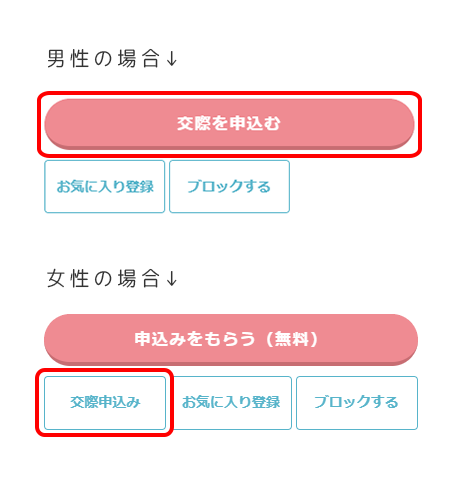 男性の場合↓
交際を申込む
お気に入り登録 ブロックする
女性の場合↓
申込みをもらう（無料）
交際申込み お気に入り登録 ブロックする